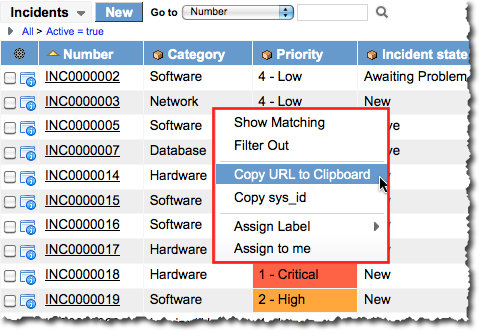 Incidents New Go to Number
All > Active = true
Number Category Priority Incident state
INC0000002 Software 4 - Low Awaiting Problem
INC0000003 Network 4 - Low New
INC0000005 Software
INC0000007 Database
INC0000014 Hardware
INC0000015 Software
INC0000016 Software
INC0000017 Hardware
Show Matching
Filter Out
Copy URL to Clipboard
Copy sys_id
Assign Label
Assign to me
INC0000018 Hardware 1 - Critical New
INC0000019 Software 2 - High New